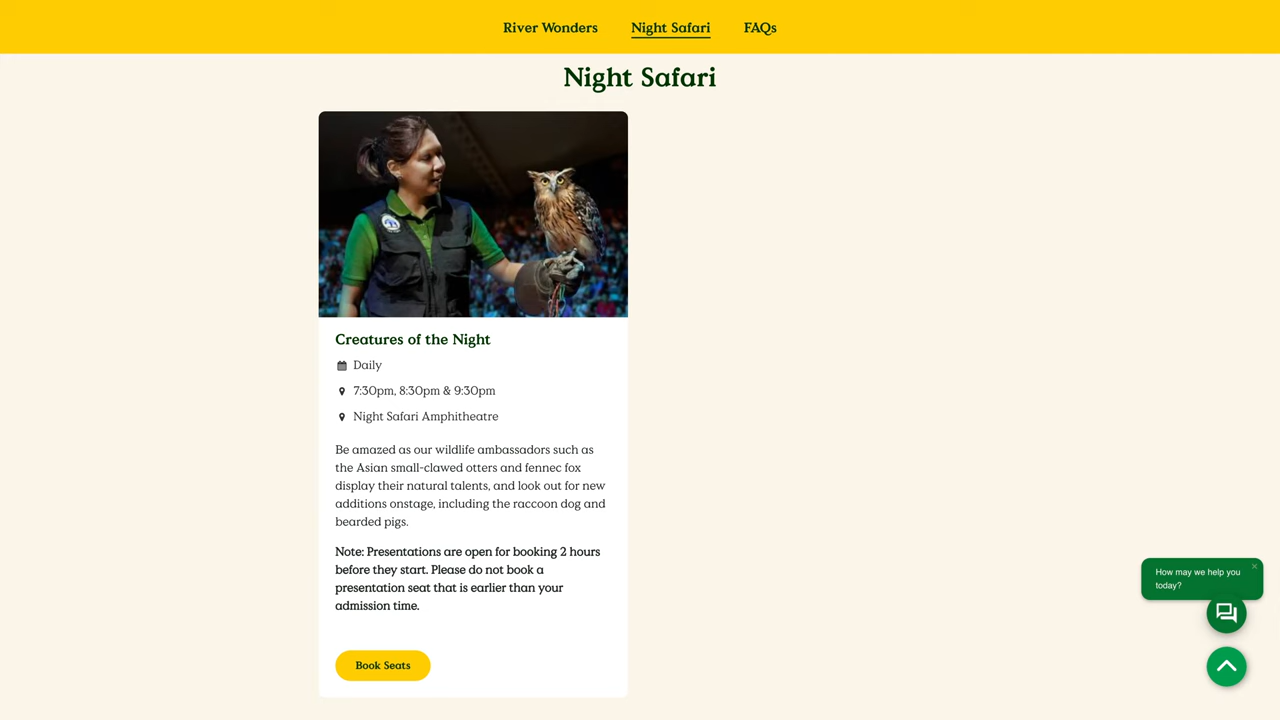 River Wonders
Night Safari
FAQs
Night Safari
Creatures of the Night
Daily
7:30pm, 8:30pm & 9:30pm
Night Safari Amphitheatre
Be amazed as our wildlife ambassadors such as
the Asian small-clawed otters and fennec fox
display their natural talents, and look out for new
additions onstage, including the raccoon dog and
bearded pigs.
Note: Presentations are open for booking 2 hours
before they start. Please do not book a
presentation seat that is earlier than your
admission time.
Book Seats
How may we help you
today?